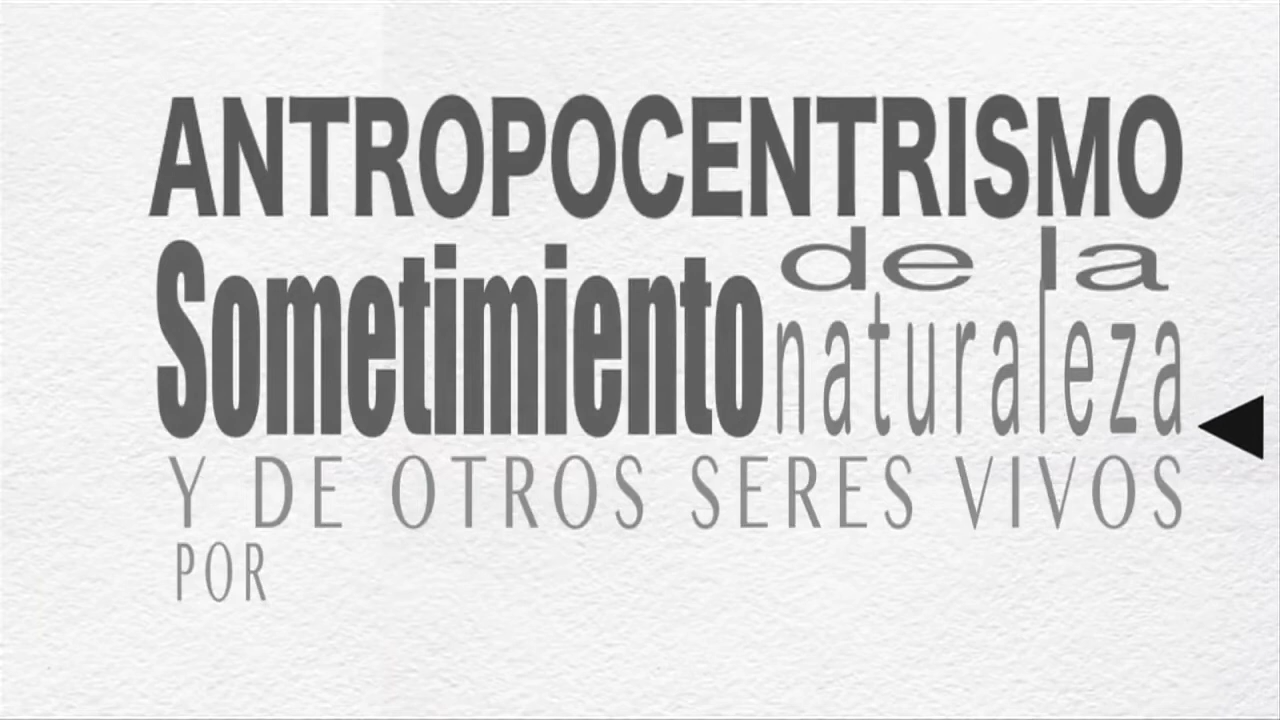 ANTROPOCENTRISMO
Sometimiento de la
naturaleza
Y DE OTROS SERES VIVOS
POR